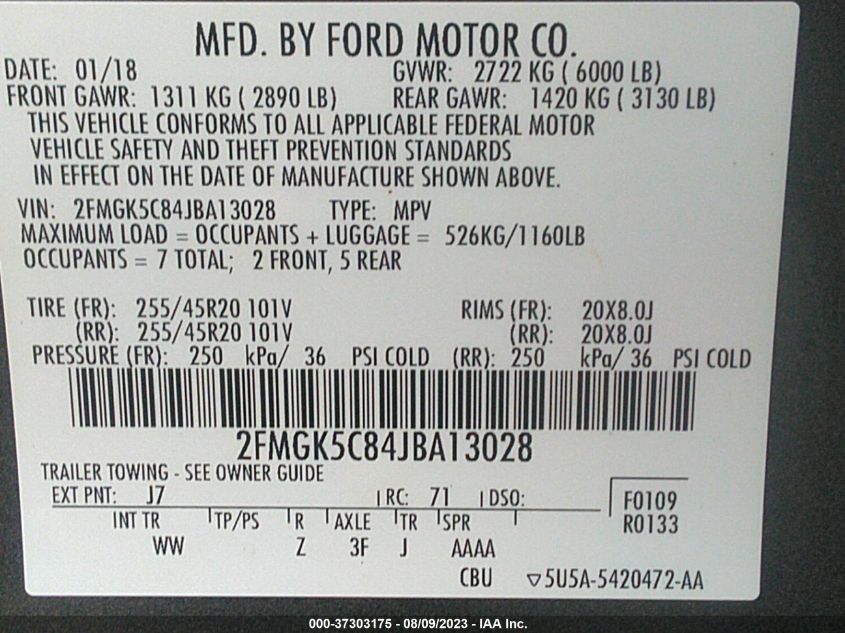 MFD. BY FORD MOTOR CO.
DATE: 01/18 GVWR: 2722 KG ( 6000 LB)
FRONT GAWR: 1311 KG ( 2890 LB) REAR GAWR: 1420 KG ( 3130 LB)
THIS VEHICLE CONFORMS TO ALL APPLICABLE FEDERAL MOTOR
VEHICLE SAFETY AND THEFT PREVENTION STANDARDS
IN EFFECT ON THE DATE OF MANUFACTURE SHOWN ABOVE.
VIN: 2FMGK5C84JBA13028 TYPE: MPV
MAXIMUM LOAD = OCCUPANTS + LUGGAGE = 526KG/1160LB
OCCUPANTS = 7 TOTAL; 2 FRONT, 5 REAR
TIRE (FR): 255/45R20 101V RIMS (FR): 20X8.0J
(RR): 255/45R20 101V (RR): 20X8.0J
PRESSURE (FR): 250 kPa/ 36 PSI COLD (RR): 250 kPa/ 36 PSI COLD
2FMGK5C84JBA13028
TRAILER TOWING - SEE OWNER GUIDE
EXT PNT: J7 RC: 71 DSO: F0109
INT TR TP/PS R AXLE TR SPR R0133
WW Z 3F J AAAA
CBU ▽5U5A-5420472-AA
000-37303175 - 08/09/2023 - IAA Inc.